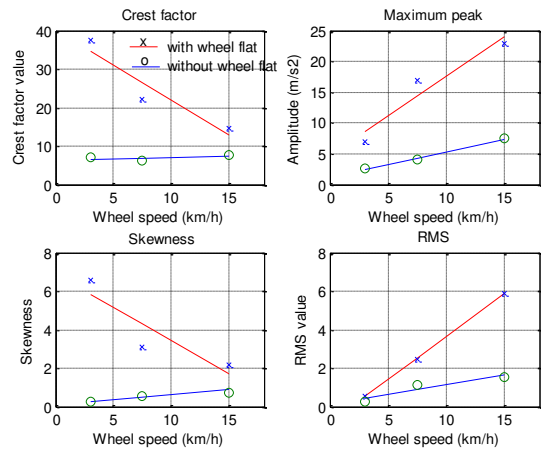 Crest factor
Maximum peak
40
30
20
10
0
Crest factor value
x with wheel flat
o without wheel flat
0 5 10 15
Wheel speed (km/h)
25
20
15
10
5
0
Amplitude (m/s2)
0 5 10 15
Wheel speed (km/h)
Skewness
RMS
8
6
4
2
0
Skewness
0 5 10 15
Wheel speed (km/h)
8
6
4
2
0
RMS value
0 5 10 15
Wheel speed (km/h)